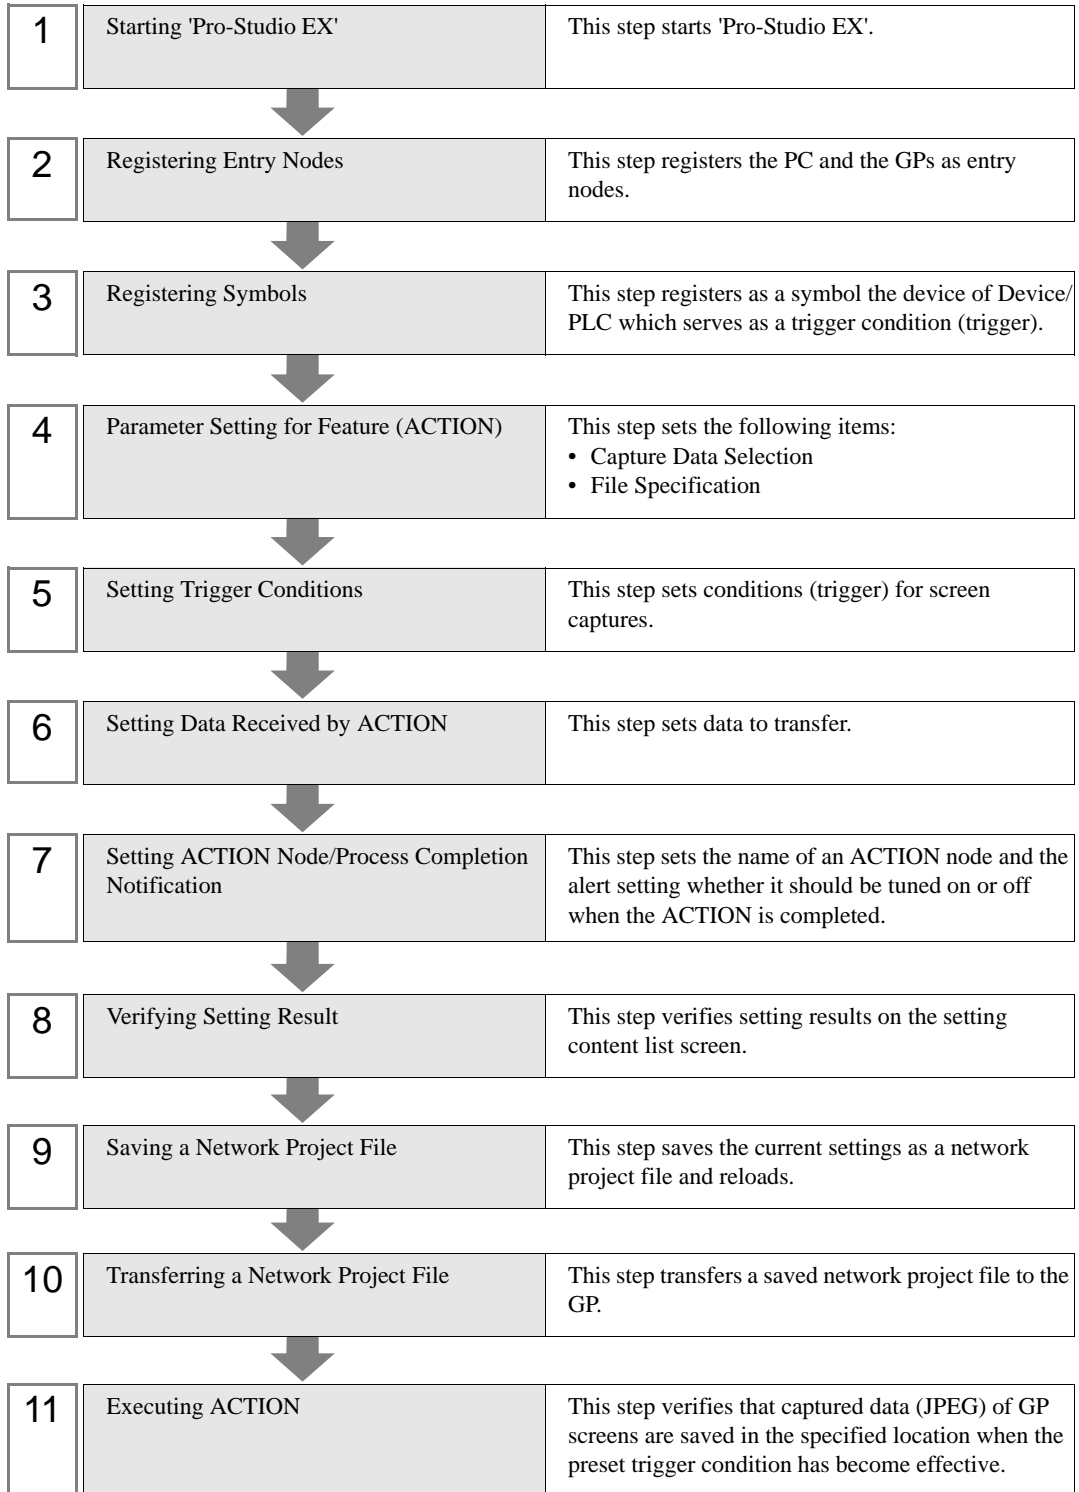 1
Starting 'Pro-Studio EX'
This step starts 'Pro-Studio EX'.
2
Registering Entry Nodes
This step registers the PC and the GPs as entry
nodes.
3
Registering Symbols
This step registers as a symbol the device of Device/
PLC which serves as a trigger condition (trigger).
4
Parameter Setting for Feature (ACTION)
This step sets the following items:
• Capture Data Selection
• File Specification
5
Setting Trigger Conditions
This step sets conditions (trigger) for screen
captures.
6
Setting Data Received by ACTION
This step sets data to transfer.
7
Setting ACTION Node/Process Completion
Notification
This step sets the name of an ACTION node and the
alert setting whether it should be tuned on or off
when the ACTION is completed.
8
Verifying Setting Result
This step verifies setting results on the setting
content list screen.
9
Saving a Network Project File
This step saves the current settings as a network
project file and reloads.
10
Transferring a Network Project File
This step transfers a saved network project file to the
GP.
11
Executing ACTION
This step verifies that captured data (JPEG) of GP
screens are saved in the specified location when the
preset trigger condition has become effective.